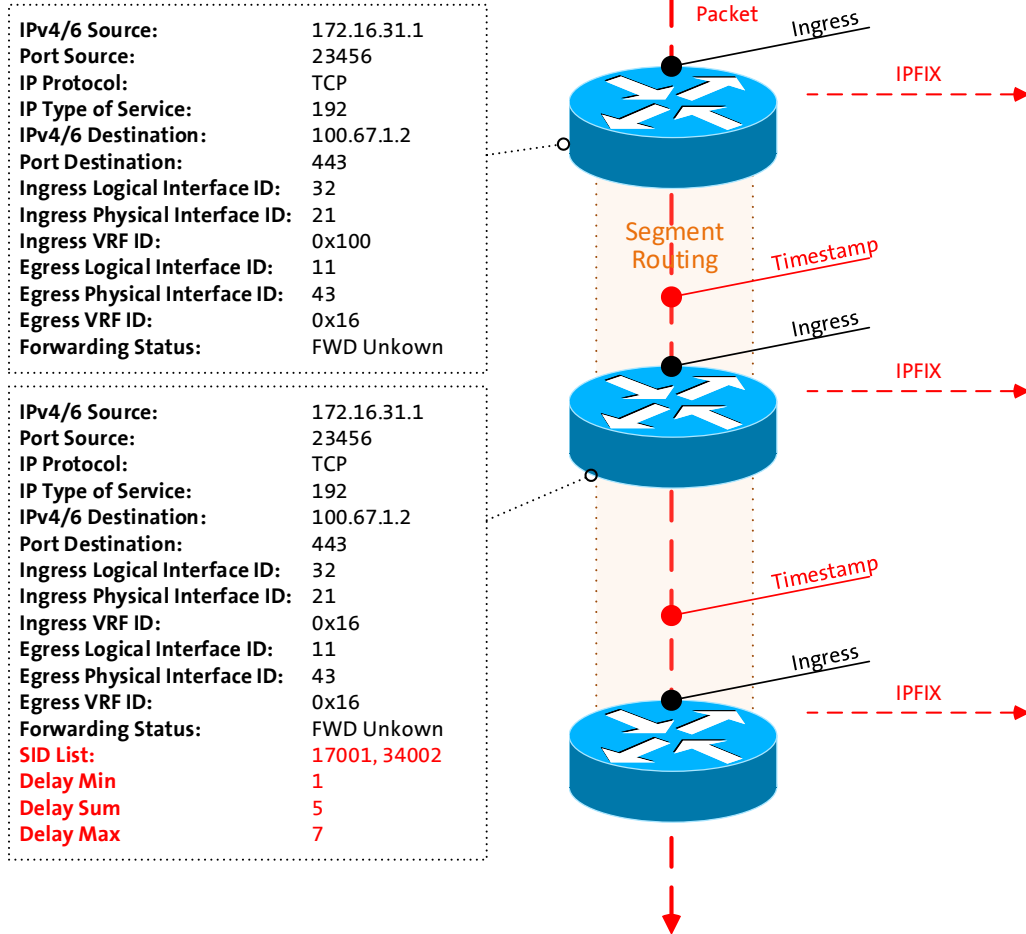 IPv4/6 Source: 172.16.31.1
Port Source: 23456
IP Protocol: TCP
IP Type of Service: 192
IPv4/6 Destination: 100.67.1.2
Port Destination: 443
Ingress Logical Interface ID: 32
Ingress Physical Interface ID: 21
Ingress VRF ID: 0x100
Egress Logical Interface ID: 11
Egress Physical Interface ID: 43
Egress VRF ID: 0x16
Forwarding Status: FWD Unkown
IPv4/6 Source: 172.16.31.1
Port Source: 23456
IP Protocol: TCP
IP Type of Service: 192
IPv4/6 Destination: 100.67.1.2
Port Destination: 443
Ingress Logical Interface ID: 32
Ingress Physical Interface ID: 21
Ingress VRF ID: 0x16
Egress Logical Interface ID: 11
Egress Physical Interface ID: 43
Egress VRF ID: 0x16
Forwarding Status: FWD Unkown
SID List: 17001, 34002
Delay Min 1
Delay Sum 5
Delay Max 7
Packet
Ingress
IPFIX
Segment
Routing
Timestamp
Ingress
IPFIX
Timestamp
Ingress
IPFIX